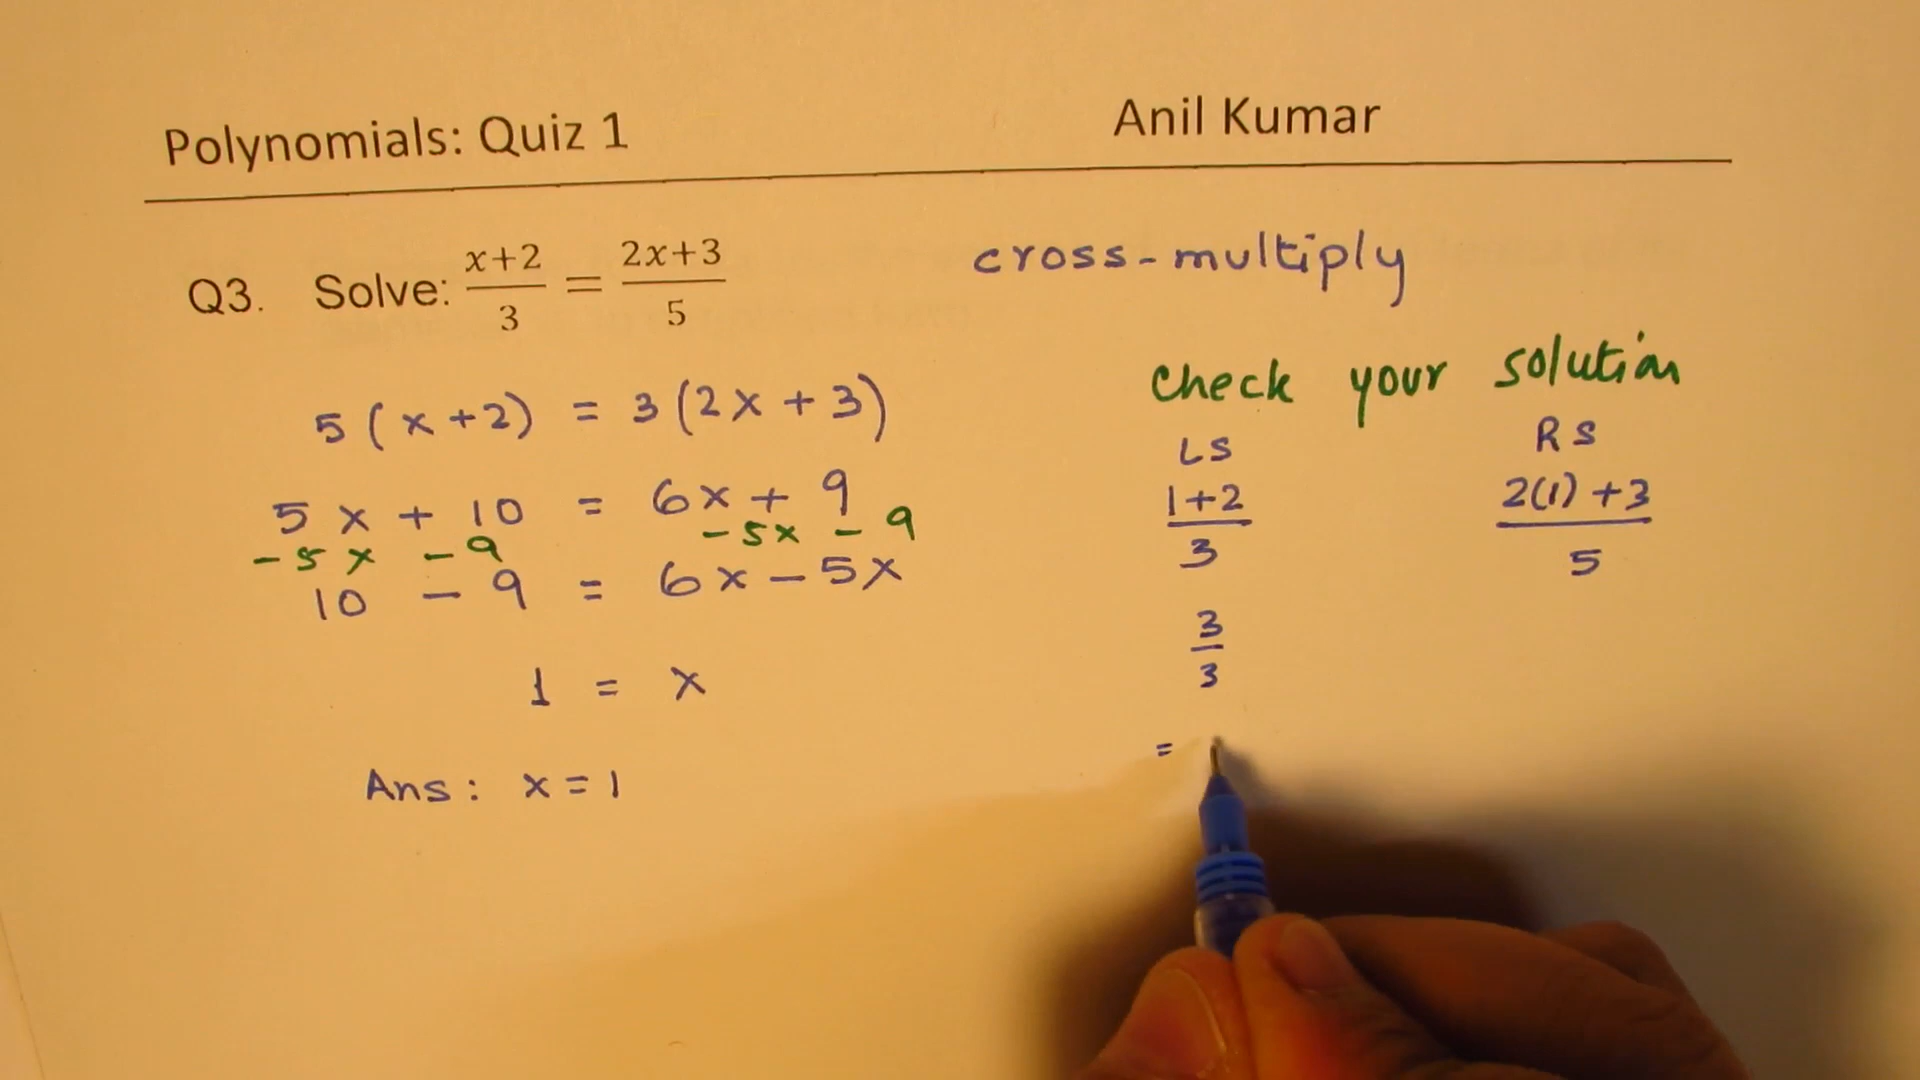 Polynomials: Quiz 1 Anil Kumar
Q3. Solve: (x+2)/3 = (2x+3)/5
cross-multiply
5(x+2) = 3(2x+3)
5x + 10 = 6x + 9
-5x -9 -5x -9
10 - 9 = 6x - 5x
1 = x
Ans: x = 1
Check your solution
LS RS
(1+2)/3 (2(1)+3)/5
3/3
=